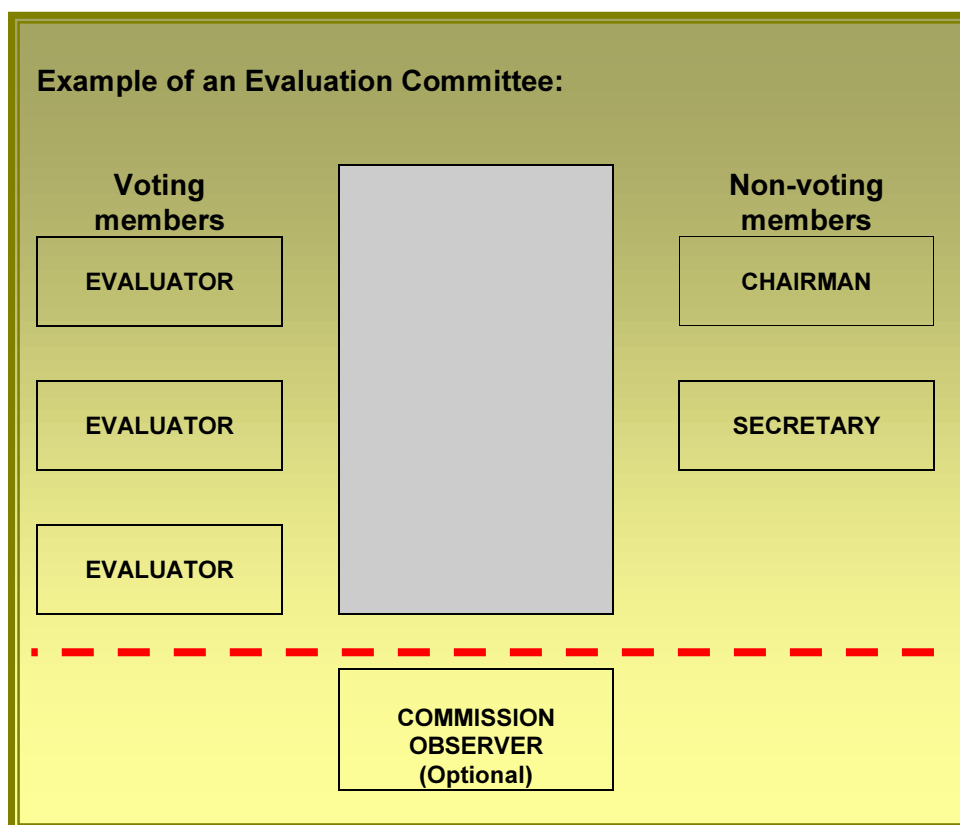 Example of an Evaluation Committee:
Voting
members
EVALUATOR
EVALUATOR
EVALUATOR
Non-voting
members
CHAIRMAN
SECRETARY
COMMISSION
OBSERVER
(Optional)